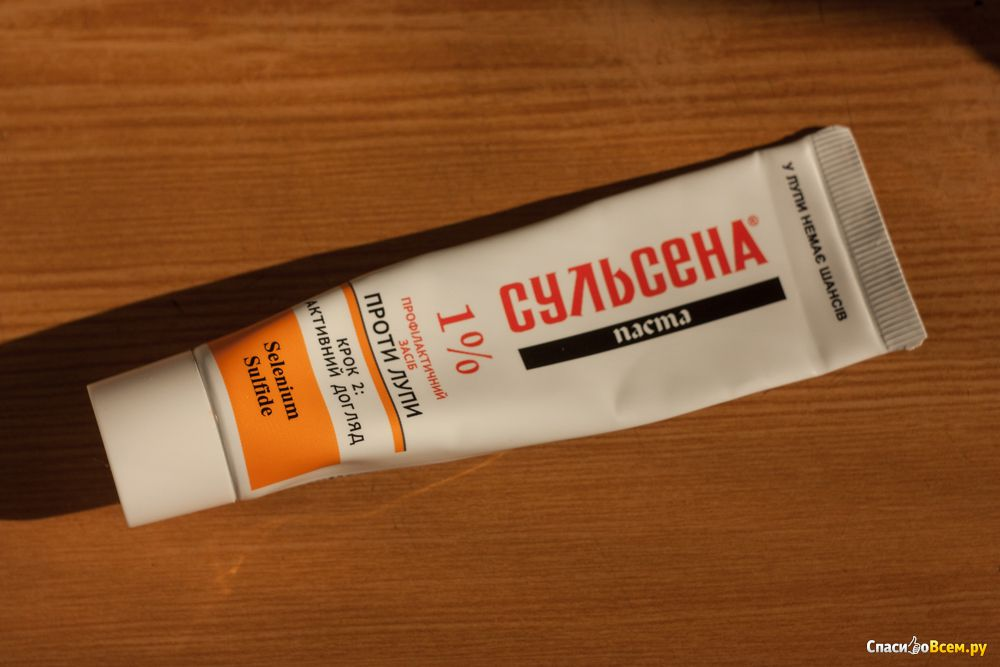 СУЛЬСЕНА®
паста
1%
ПРОФІЛАКТИЧНИЙ
ЗАСІБ
ПРОТИ ЛУПИ
КРОК 2:
АКТИВНИЙ ДОГЛЯД
Selenium
Sulfide
У ЛУПИ НЕМАЄ ШАНСІВ
СпасибоВсем.ру